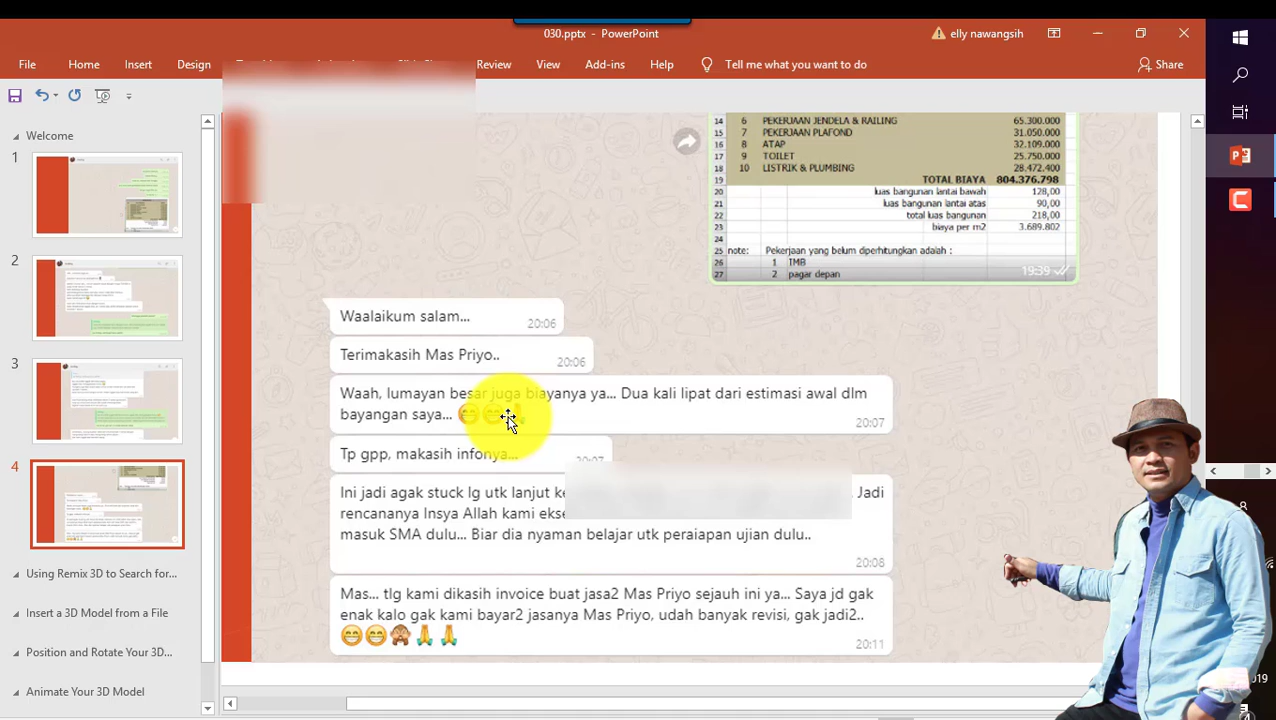 030.pptx - PowerPoint
elly nawangsih
File Home Insert Design Review View Add-ins Help Tell me what you want to do Share
Welcome
1
2
3
4
Using Remix 3D to Search for...
Insert a 3D Model from a File
Position and Rotate Your 3D...
Animate Your 3D Model
14 6 PEKERJAAN JENDELA & RAILING 65.300.000
15 7 PEKERJAAN PLAFOND 31.050.000
16 8 ATAP 32.109.000
17 9 TOILET 25.750.000
18 10 LISTRIK & PLUMBING 28.472.400
19 TOTAL BIAYA 804.376.798
20 luas bangunan lantai bawah 128,00
21 luas bangunan lantai atas 90,00
22 total luas bangunan 218,00
23 biaya per m2 3.689.802
24
25 note: Pekerjaan yang belum diperhitungkan adalah :
26 1 IMB
27 2 pagar depan
19:39
Waalaikum salam...
20:06
Terimakasih Mas Priyo..
20:06
Waah, lumayan besar juga biayanya ya... Dua kali lipat dari estimasi awal dlm
bayangan saya... 😁
20:07
Tp gpp, makasih infonya...
20:07
Ini jadi agak stuck lg utk lanjut Jadi
rencananya Insya Allah kami
masuk SMA dulu... Biar dia nyaman belajar utk peraiapan ujian dulu..
20:08
Mas... tlg kami dikasih invoice buat jasa2 Mas Priyo sejauh ini ya... Saya jd gak
enak kalo gak kami bayar2 jasanya Mas Priyo, udah banyak revisi, gak jadi2..
😁😁🙈🙏🙏
20:11